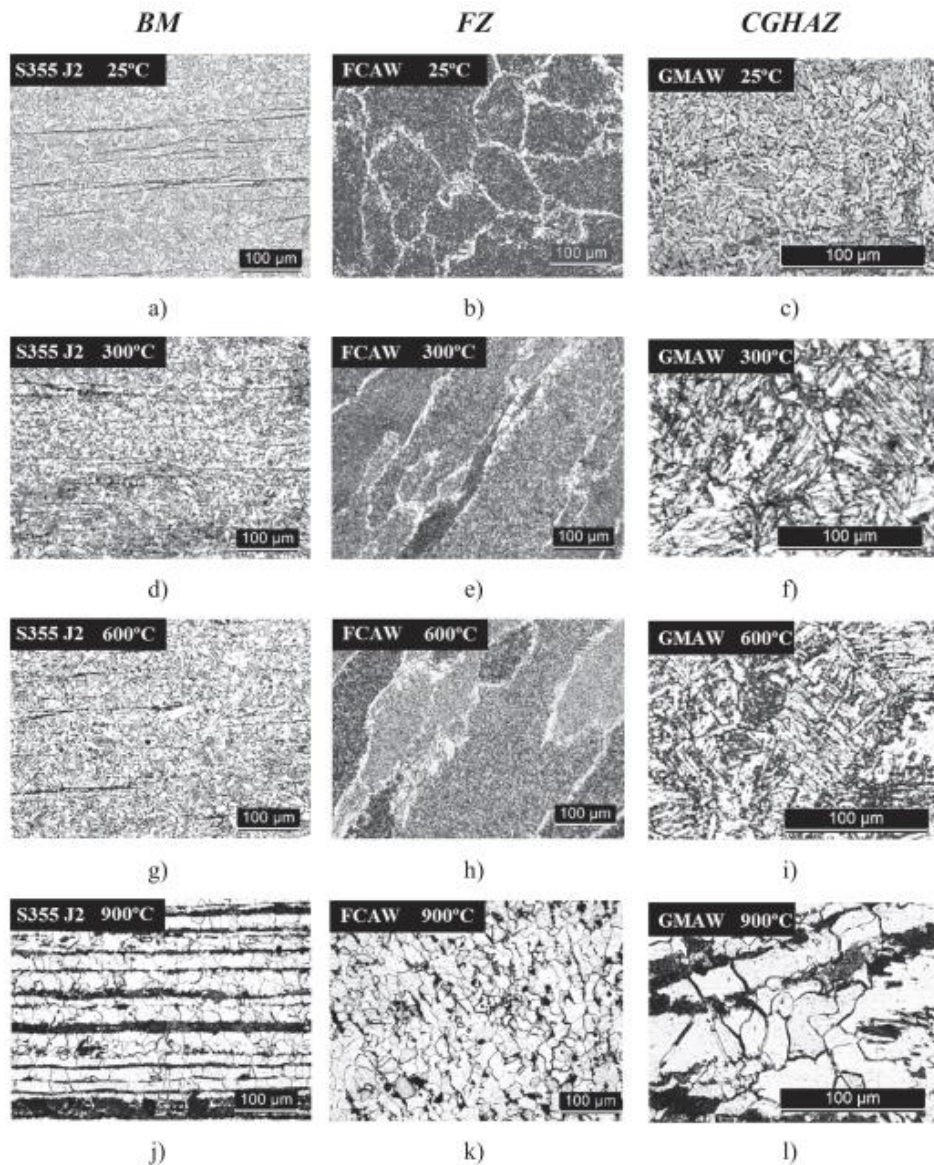 BM FZ CGHAZ
S355 J2 25ºC FCAW 25ºC GMAW 25ºC
100 µm 100 µm 100 µm
a) b) c)
S355 J2 300ºC FCAW 300ºC GMAW 300ºC
100 µm 100 µm 100 µm
d) e) f)
S355 J2 600ºC FCAW 600ºC GMAW 600ºC
100 µm 100 µm 100 µm
g) h) i)
S355 J2 900ºC FCAW 900ºC GMAW 900ºC
100 µm 100 µm 100 µm
j) k) l)